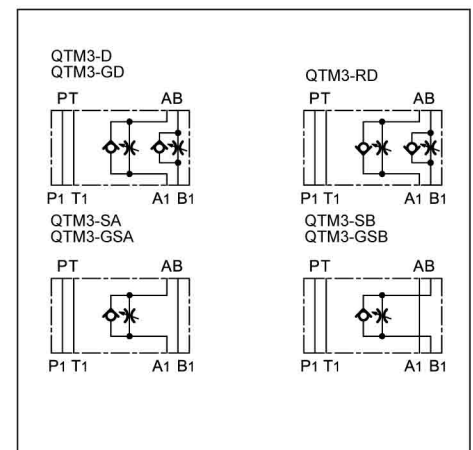 QTM3-D
QTM3-GD
PT AB
P1 T1 A1 B1
QTM3-RD
PT AB
P1 T1 A1 B1
QTM3-SA
QTM3-GSA
PT AB
P1 T1 A1 B1
QTM3-SB
QTM3-GSB
PT AB
P1 T1 A1 B1